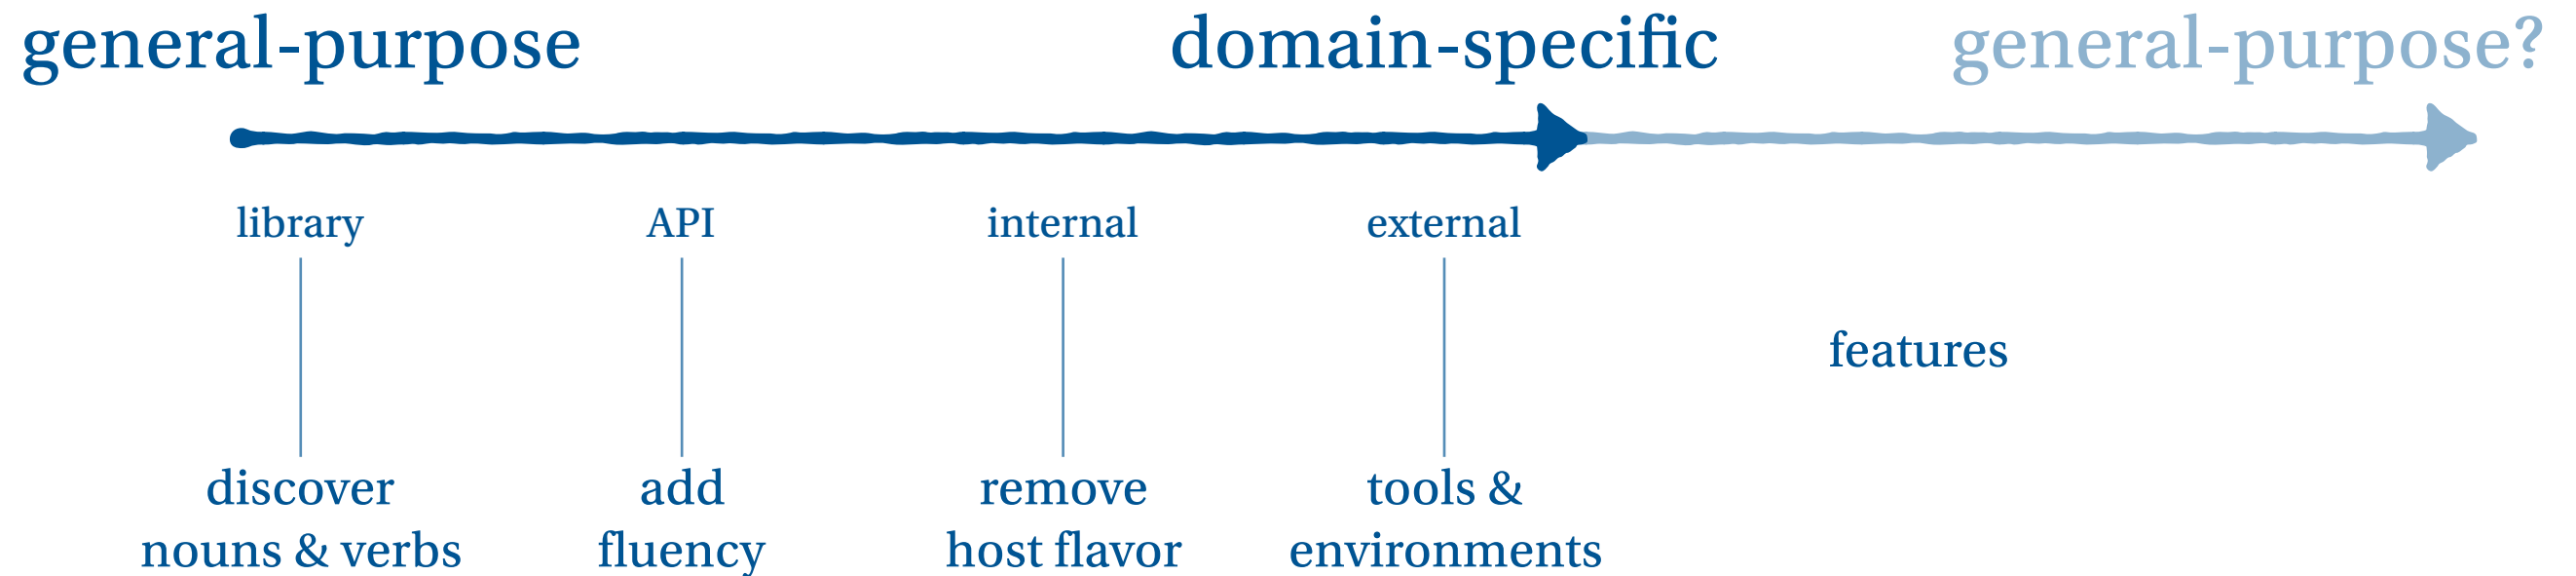 general-purpose
domain-specific
general-purpose?
library
API
internal
external
features
discover
nouns & verbs
add
fluency
remove
host flavor
tools &
environments